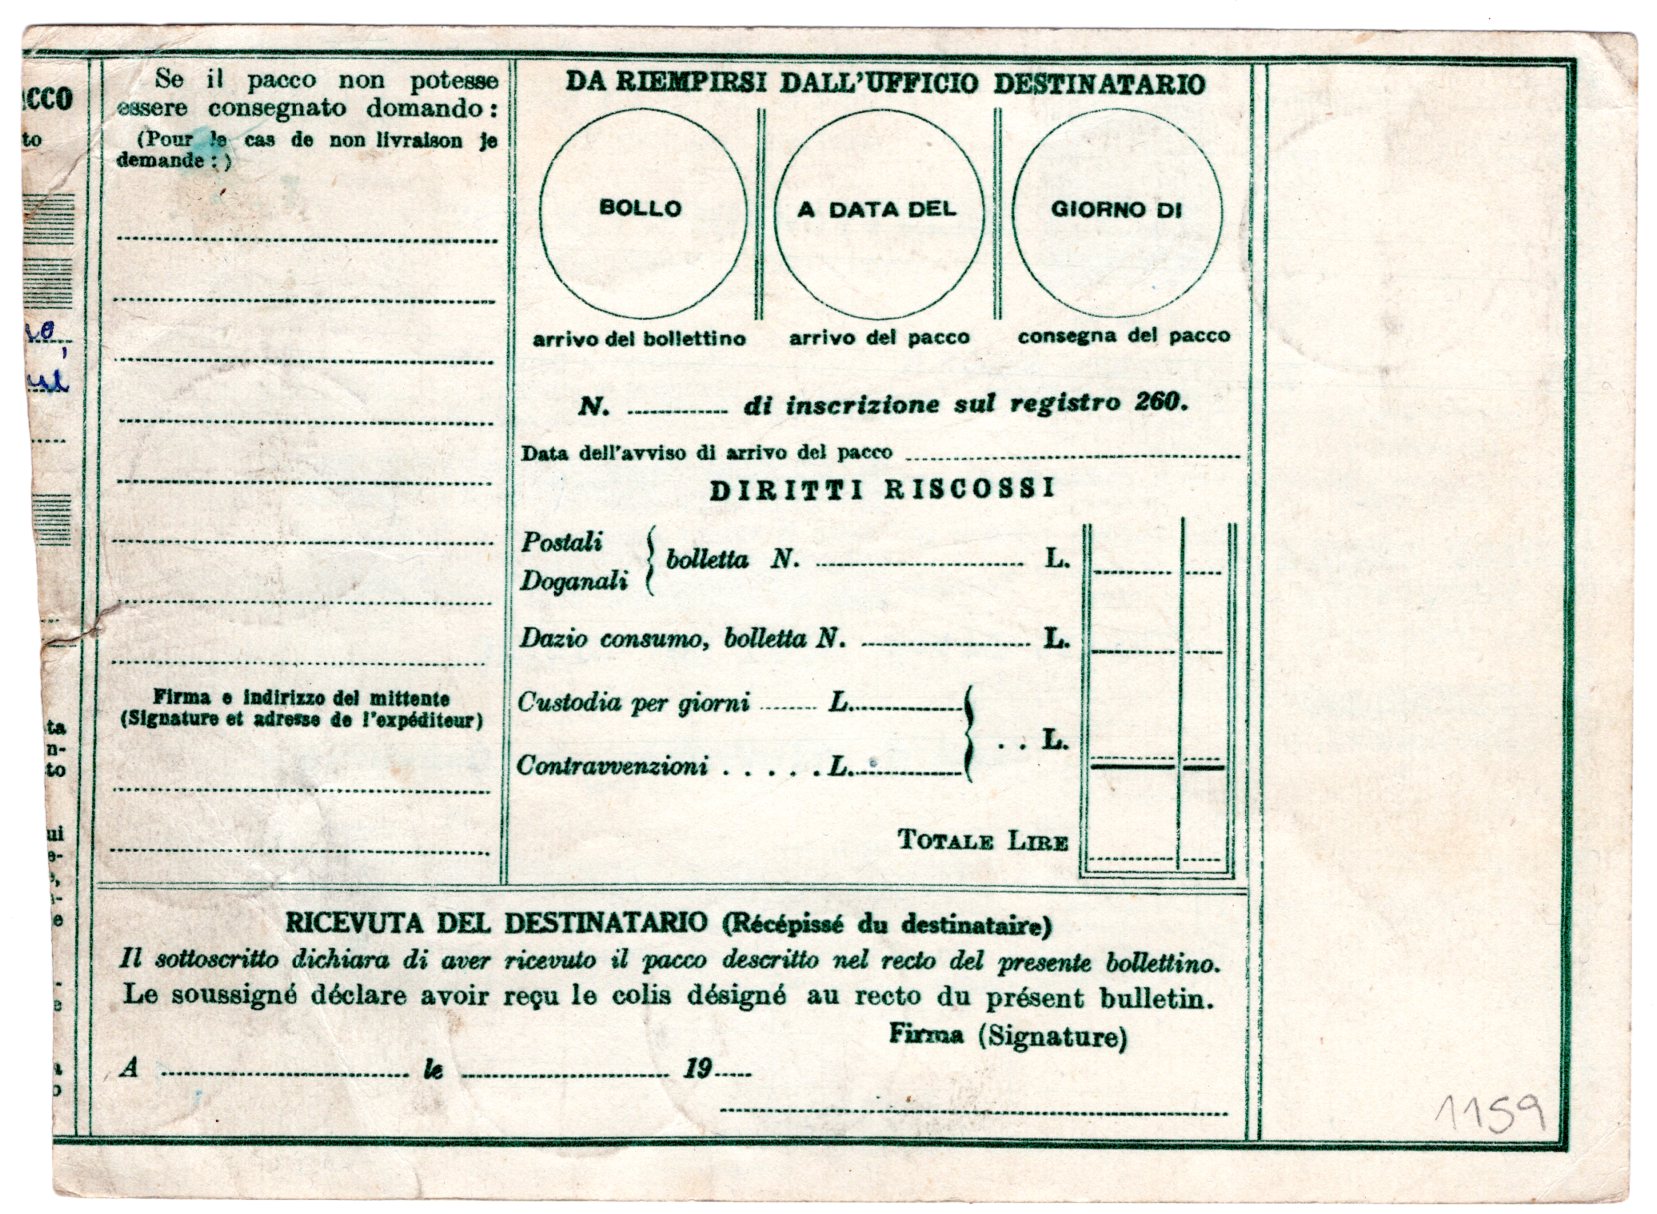 Se il pacco non potesse
essere consegnato domando :
(Pour le cas de non livraison je
demande : )
Firma e indirizzo del mittente
(Signature et adresse de l'expéditeur)
DA RIEMPIRSI DALL'UFFICIO DESTINATARIO
BOLLO
A DATA DEL
GIORNO DI
arrivo del bollettino
arrivo del pacco
consegna del pacco
N. ............ di inscrizione sul registro 260.
Data dell'avviso di arrivo del pacco
DIRITTI RISCOSSI
Postali
Doganali
bolletta N. ............ L.
Dazio consumo, bolletta N. ............ L.
Custodia per giorni ........ L.
Contravvenzioni . . . . . L.
. . L.
TOTALE LIRE
RICEVUTA DEL DESTINATARIO (Récépissé du destinataire)
Il sottoscritto dichiara di aver ricevuto il pacco descritto nel recto del presente bollettino.
Le soussigné déclare avoir reçu le colis désigné au recto du présent bulletin.
Firma (Signature)
A ............ le ............ 19.....
1159